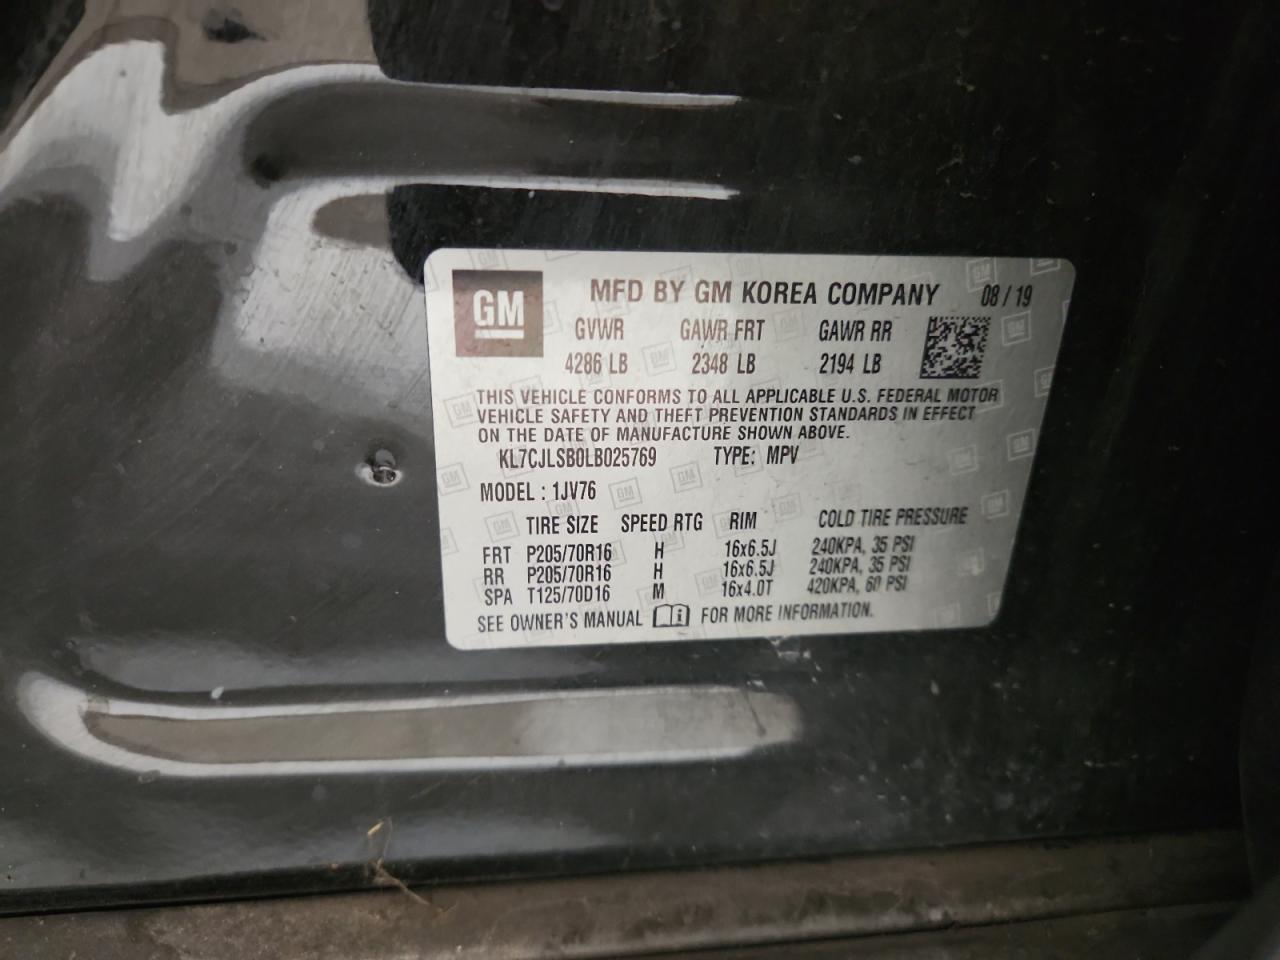 GM MFD BY GM KOREA COMPANY 08 / 19
GVWR GAWR FRT GAWR RR
4286 LB 2348 LB 2194 LB
THIS VEHICLE CONFORMS TO ALL APPLICABLE U.S. FEDERAL MOTOR
VEHICLE SAFETY AND THEFT PREVENTION STANDARDS IN EFFECT
ON THE DATE OF MANUFACTURE SHOWN ABOVE.
KL7CJLSB0LB025769 TYPE: MPV
MODEL : 1JV76
TIRE SIZE SPEED RTG RIM COLD TIRE PRESSURE
FRT P205/70R16 H 16x6.5J 240KPA, 35 PSI
RR P205/70R16 H 16x6.5J 240KPA, 35 PSI
SPA T125/70D16 M 16x4.0T 420KPA, 60 PSI
SEE OWNER'S MANUAL i FOR MORE INFORMATION.